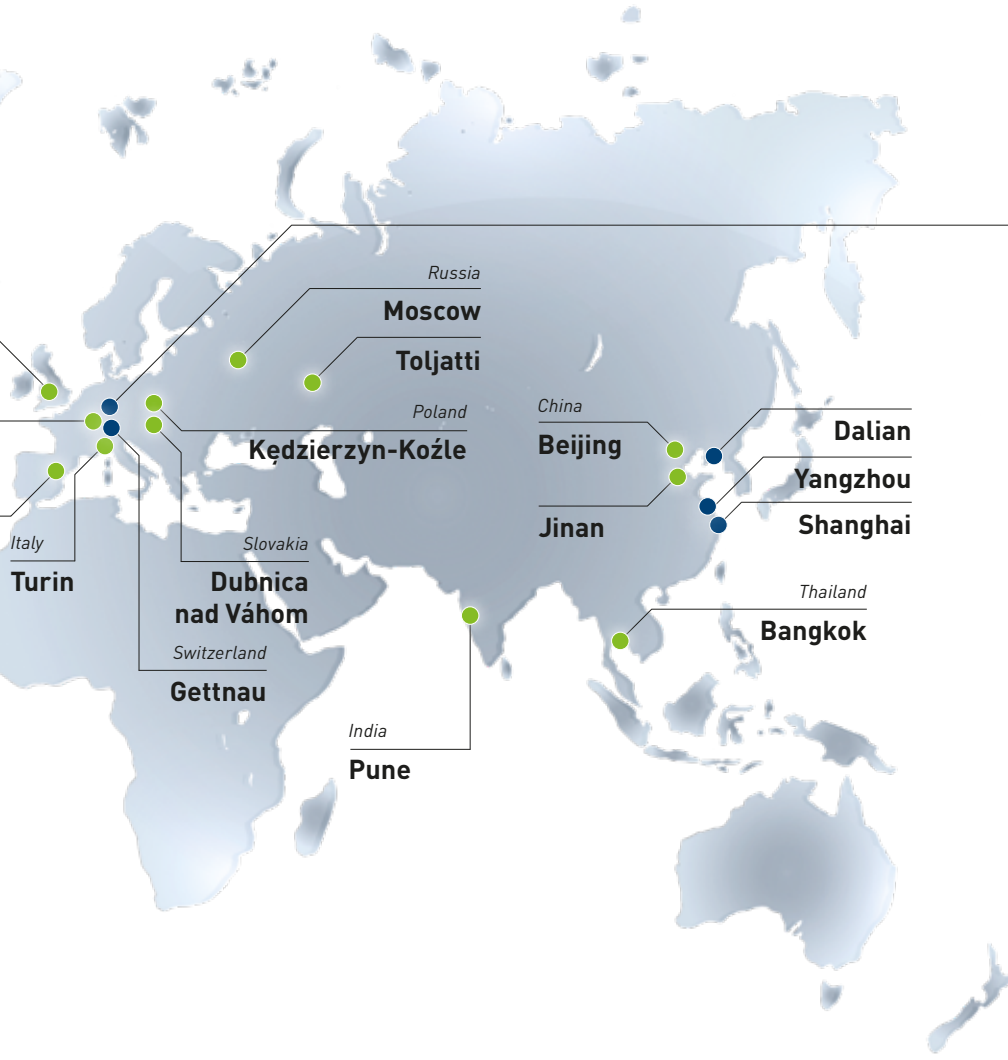 Russia
Moscow
Toljatti
Poland
Kędzierzyn-Koźle
China
Beijing
Dalian
Yangzhou
Jinan
Shanghai
Italy
Turin
Slovakia
Dubnica
nad Váhom
Thailand
Bangkok
Switzerland
Gettnau
India
Pune